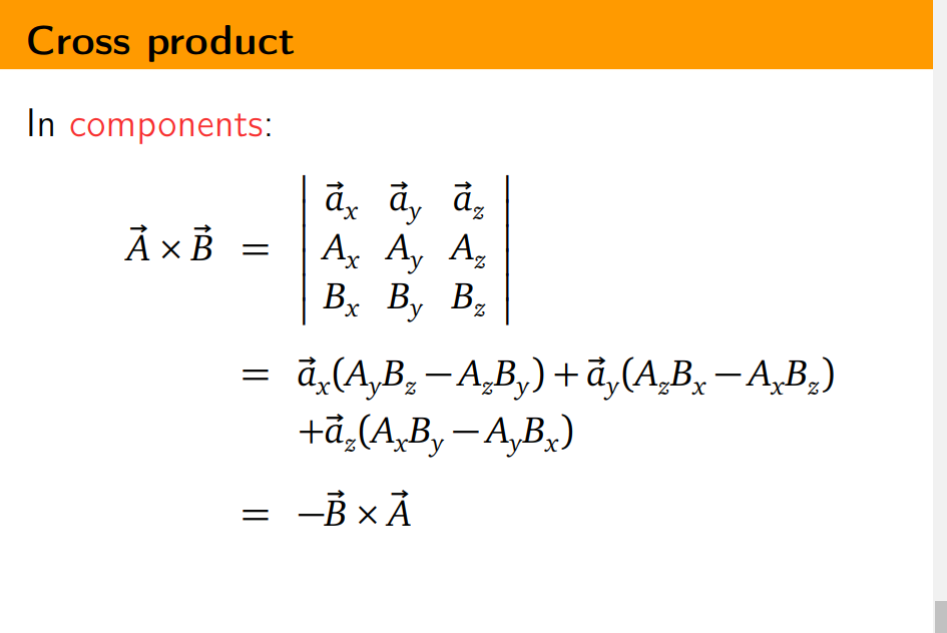 Cross product
In components:
$\vec{A} \times \vec{B} = \begin{vmatrix} \vec{a}_x & \vec{a}_y & \vec{a}_z \\ A_x & A_y & A_z \\ B_x & B_y & B_z \end{vmatrix}$
$= \vec{a}_x(A_yB_z - A_zB_y) + \vec{a}_y(A_zB_x - A_xB_z)$
$+\vec{a}_z(A_xB_y - A_yB_x)$
$= -\vec{B} \times \vec{A}$